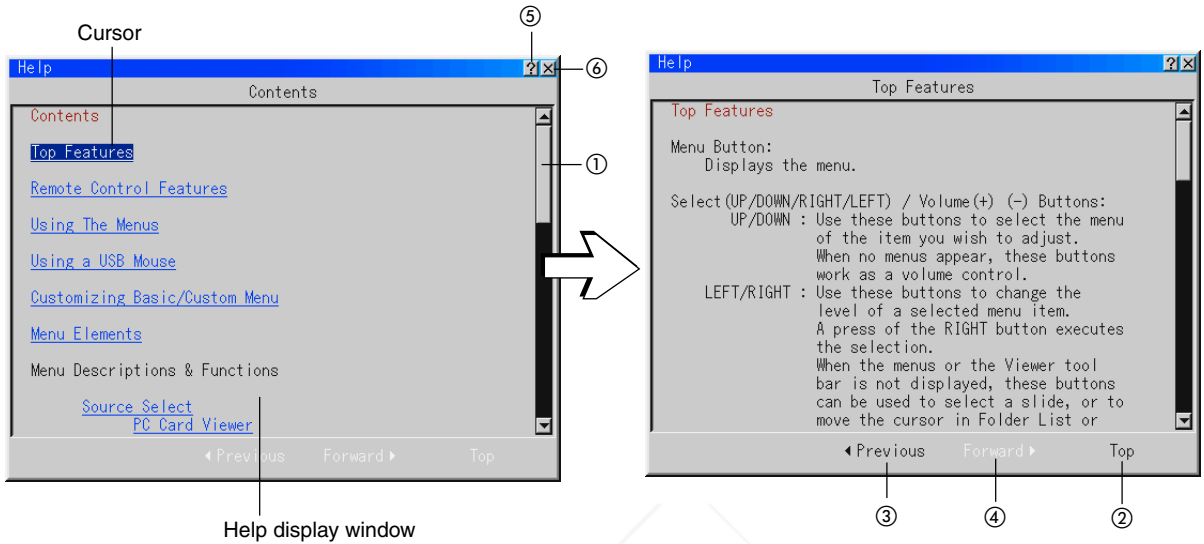 ⑤
Cursor
Help ? ×
⑥
Contents
Contents
Top Features
①
Remote Control Features
Using The Menus
Using a USB Mouse
Customizing Basic/Custom Menu
Menu Elements
Menu Descriptions & Functions
Source Select
PC Card Viewer
Previous Forward Top
Help display window
Help ? ×
Top Features
Top Features
Menu Button:
Displays the menu.
Select(UP/DOWN/RIGHT/LEFT) / Volume(+) (-) Buttons:
UP/DOWN : Use these buttons to select the menu
of the item you wish to adjust.
When no menus appear, these buttons
work as a volume control.
LEFT/RIGHT : Use these buttons to change the
level of a selected menu item.
A press of the RIGHT button executes
the selection.
When the menus or the Viewer tool
bar is not displayed, these buttons
can be used to select a slide, or to
move the cursor in Folder List or
Previous Forward Top
③ ④ ②